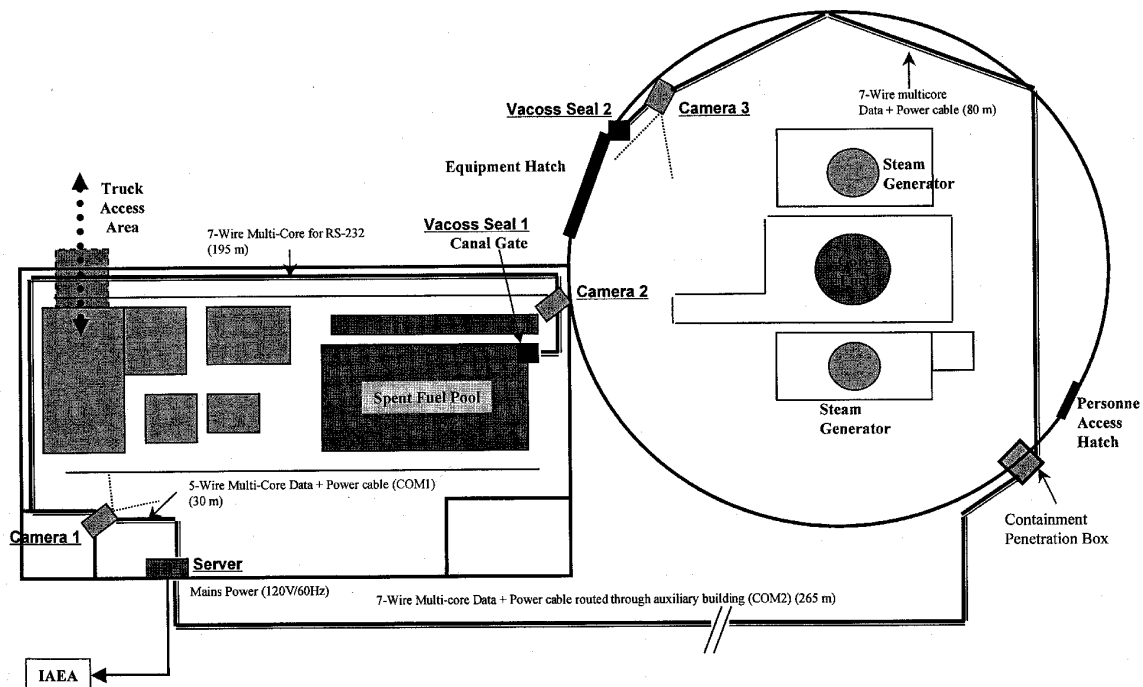 7-Wire multicore
Data + Power cable (80 m)
Vacoss Seal 2
Camera 3
Equipment Hatch
Steam
Generator
Truck
Access
Area
Vacoss Seal 1
Canal Gate
7-Wire Multi-Core for RS-232
(195 m)
Camera 2
Spent Fuel Pool
Steam
Generator
Personne
Access
Hatch
5-Wire Multi-Core Data + Power cable (COM1)
(30 m)
Camera 1
Server
Containment
Penetration Box
Mains Power (120V/60Hz)
7-Wire Multi-core Data + Power cable routed through auxiliary building (COM2) (265 m)
IAEA